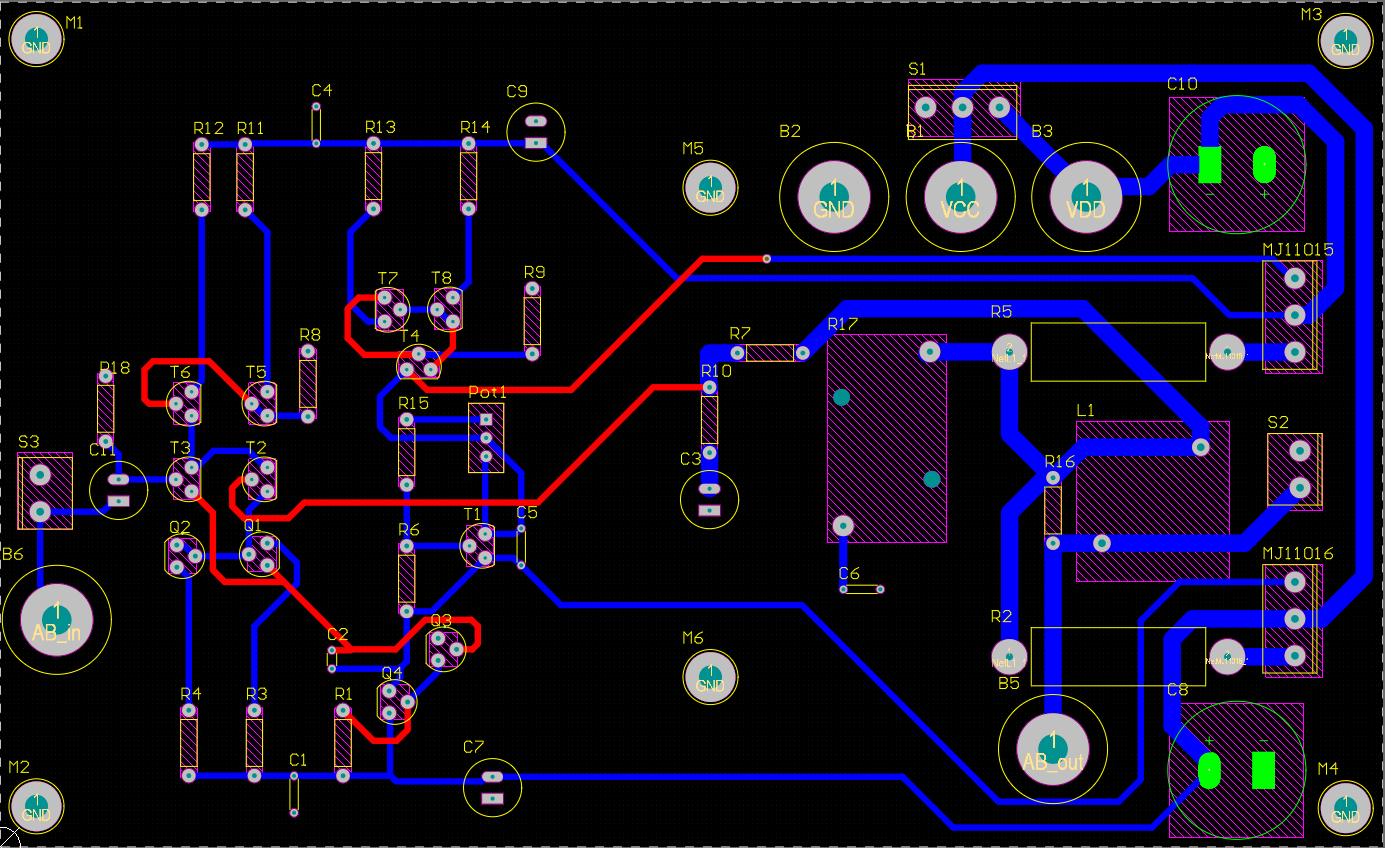 M1
1
GND
M3
1
GND
S1
C10
C4
C9
R12
R11
R13
R14
B2
B1
B3
M5
1
GND
1
GND
1
VCC
1
VDD
-
+
MJ11015
T7
T8
R9
R5
R17
R7
T4
R8
R18
T6
T5
R10
Pot1
R15
L1
S2
S3
C11
T3
T2
C3
R16
Q2
Q1
R6
T1
C5
B6
MJ11016
C6
1
AB_in
C2
Q3
R2
M6
1
GND
Q4
B5
R4
R3
R1
C8
C7
C1
+
-
1
AB_out
M2
1
GND
M4
1
GND